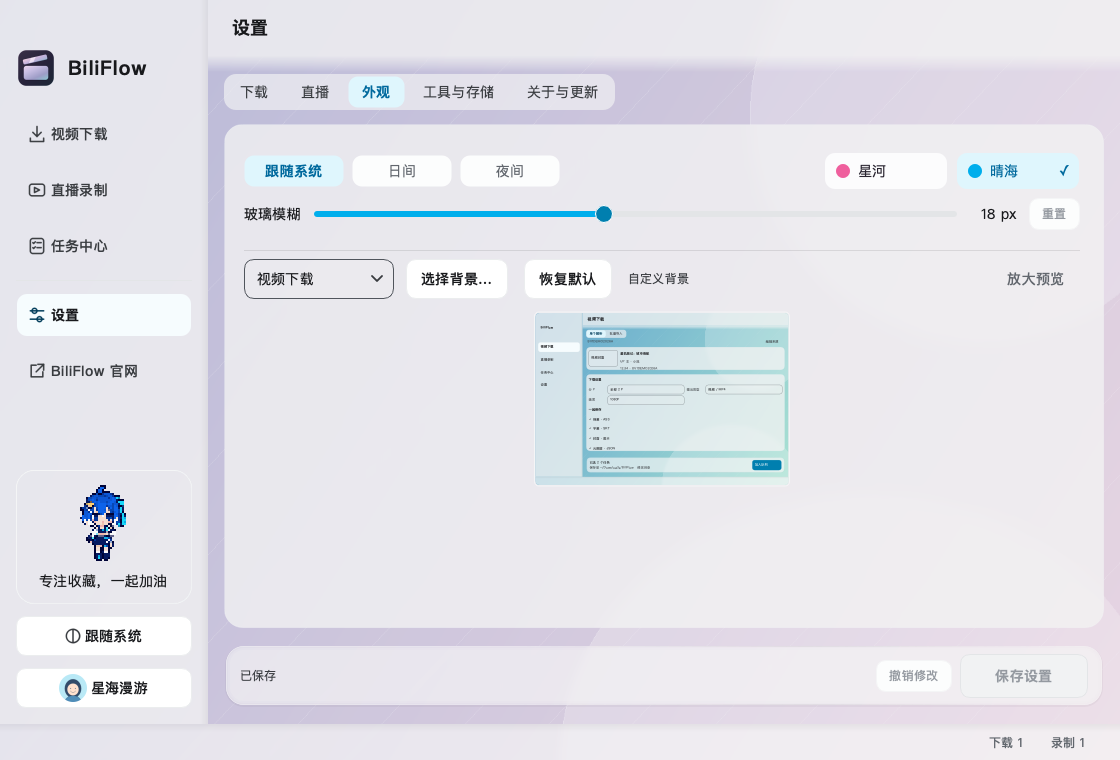 设置
BiliFlow
视频下载
直播录制
任务中心
设置
BiliFlow 官网
专注收藏，一起加油
跟随系统
星海漫游
下载 直播 外观 工具与存储 关于与更新
跟随系统 日间 夜间 星河 晴海 ✓
玻璃模糊 18 px 重置
视频下载 选择背景... 恢复默认 自定义背景 放大预览
BiliFlow
视频下载
已保存 撤销修改 保存设置
下载 1 录制 1